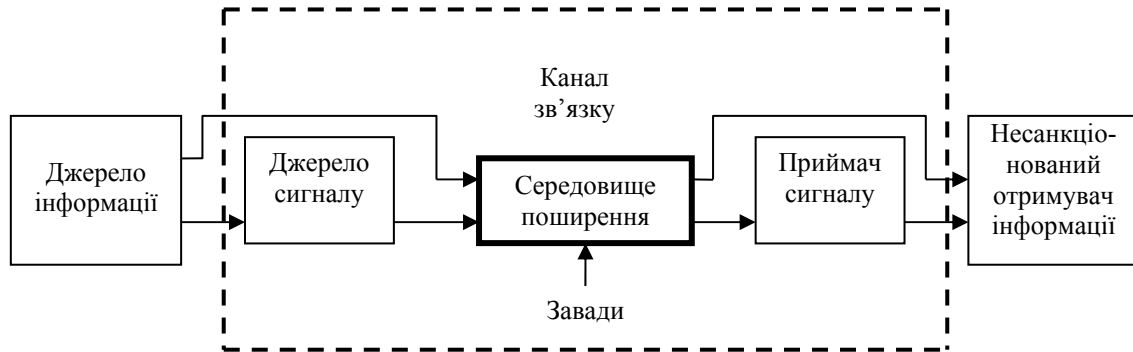 Канал
зв’язку
Джерело
інформації
Джерело
сигналу
Середовище
поширення
Приймач
сигналу
Несанкціо-
нований
отримувач
інформації
Завади